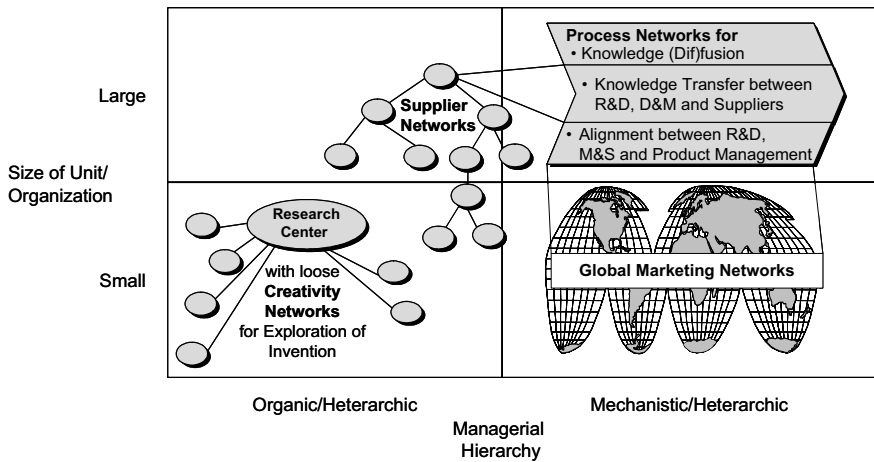 Process Networks for
• Knowledge (Dif)fusion
• Knowledge Transfer between
R&D, D&M and Suppliers
• Alignment between R&D,
M&S and Product Management
Large
Supplier
Networks
Size of Unit/
Organization
Research
Center
with loose
Creativity
Networks
for Exploration of
Invention
Small
Global Marketing Networks
Organic/Heterarchic
Mechanistic/Heterarchic
Managerial
Hierarchy